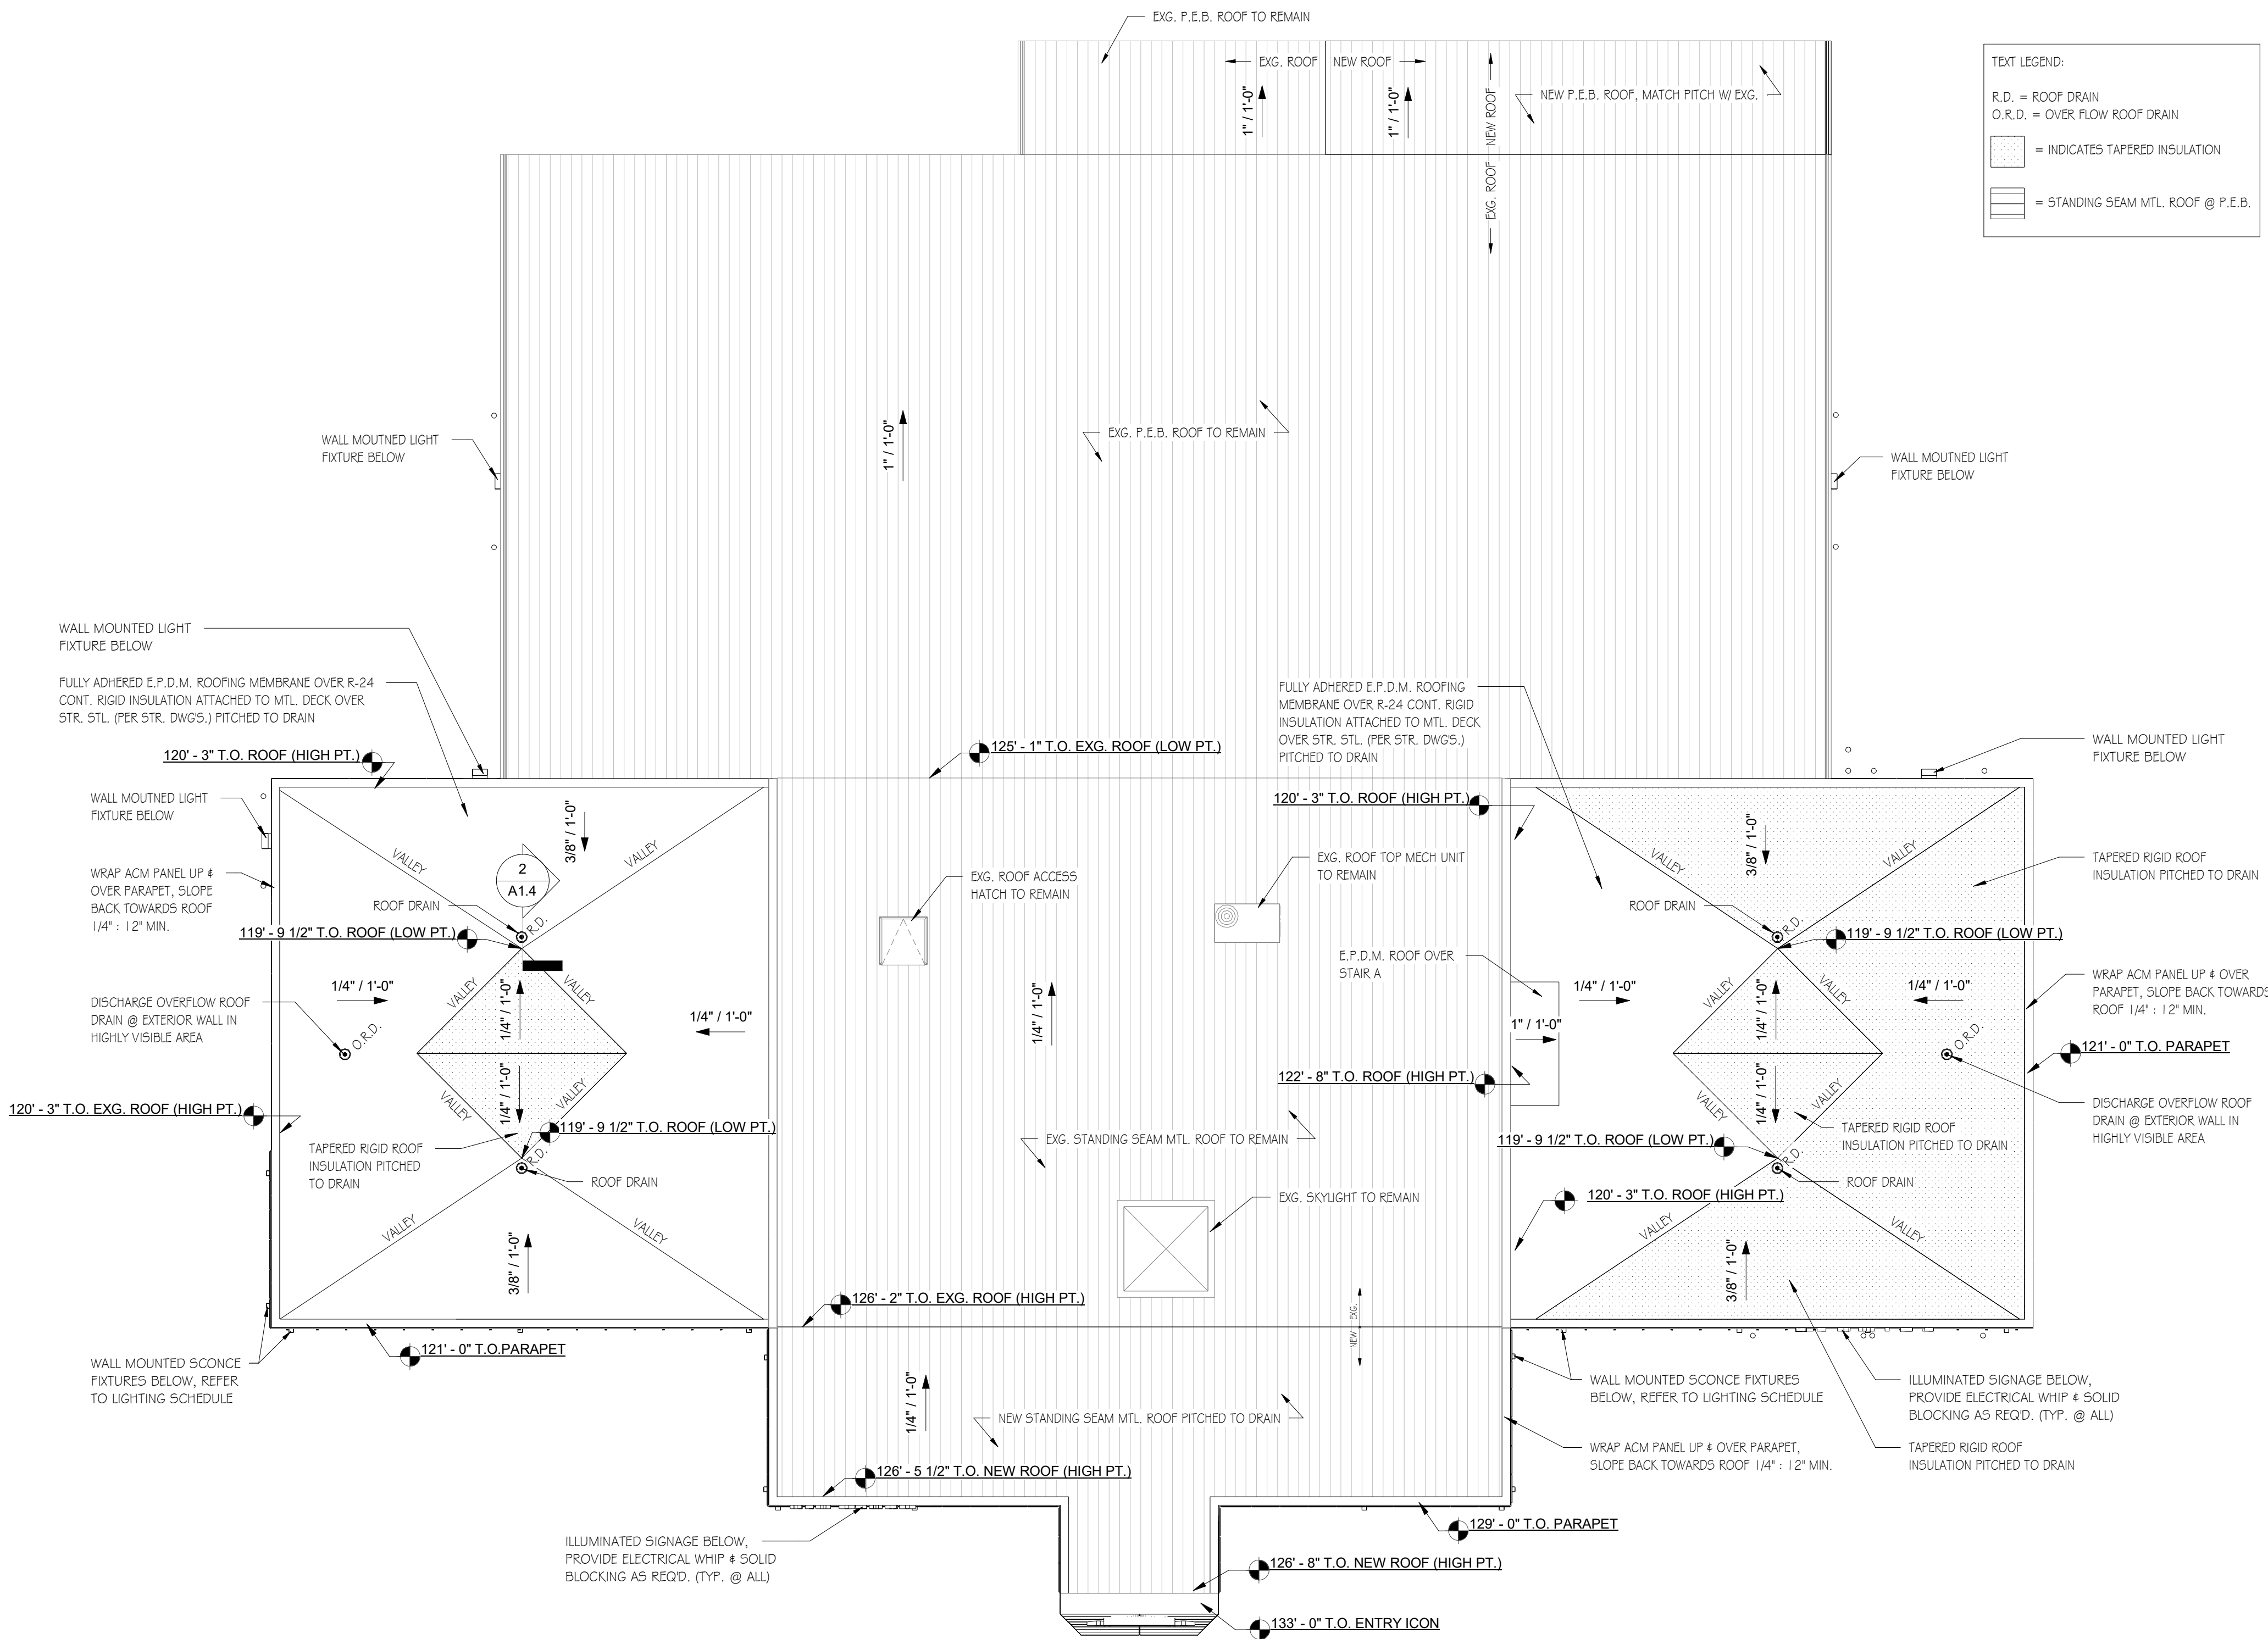 EXG. P.E.B. ROOF TO REMAIN
EXG. ROOF
NEW ROOF
1" / 1'-0"
1" / 1'-0"
NEW ROOF
EXG. ROOF
NEW P.E.B. ROOF, MATCH PITCH W/ EXG.
TEXT LEGEND:
R.D. = ROOF DRAIN
O.R.D. = OVER FLOW ROOF DRAIN
= INDICATES TAPERED INSULATION
= STANDING SEAM MTL. ROOF @ P.E.B.
WALL MOUTNED LIGHT
FIXTURE BELOW
1" / 1'-0"
EXG. P.E.B. ROOF TO REMAIN
WALL MOUTNED LIGHT
FIXTURE BELOW
WALL MOUNTED LIGHT
FIXTURE BELOW
FULLY ADHERED E.P.D.M. ROOFING MEMBRANE OVER R-24
CONT. RIGID INSULATION ATTACHED TO MTL. DECK OVER
STR. STL. (PER STR. DWG'S.) PITCHED TO DRAIN
120' - 3" T.O. ROOF (HIGH PT.)
WALL MOUTNED LIGHT
FIXTURE BELOW
WRAP ACM PANEL UP &
OVER PARAPET, SLOPE
BACK TOWARDS ROOF
1/4" : 12" MIN.
DISCHARGE OVERFLOW ROOF
DRAIN @ EXTERIOR WALL IN
HIGHLY VISIBLE AREA
120' - 3" T.O. EXG. ROOF (HIGH PT.)
WALL MOUNTED SCONCE
FIXTURES BELOW, REFER
TO LIGHTING SCHEDULE
VALLEY
3/8" / 1'-0"
VALLEY
2
A1.4
ROOF DRAIN
R.D.
119' - 9 1/2" T.O. ROOF (LOW PT.)
1/4" / 1'-0"
O.R.D.
VALLEY
1/4" / 1'-0"
VALLEY
1/4" / 1'-0"
VALLEY
1/4" / 1'-0"
VALLEY
119' - 9 1/2" T.O. ROOF (LOW PT.)
TAPERED RIGID ROOF
INSULATION PITCHED
TO DRAIN
R.D.
ROOF DRAIN
VALLEY
3/8" / 1'-0"
VALLEY
121' - 0" T.O.PARAPET
125' - 1" T.O. EXG. ROOF (LOW PT.)
EXG. ROOF ACCESS
HATCH TO REMAIN
EXG. ROOF TOP MECH UNIT
TO REMAIN
E.P.D.M. ROOF OVER
STAIR A
1/4" / 1'-0"
1" / 1'-0"
122' - 8" T.O. ROOF (HIGH PT.)
EXG. STANDING SEAM MTL. ROOF TO REMAIN
EXG. SKYLIGHT TO REMAIN
126' - 2" T.O. EXG. ROOF (HIGH PT.)
EXG.
NEW
1/4" / 1'-0"
NEW STANDING SEAM MTL. ROOF PITCHED TO DRAIN
126' - 5 1/2" T.O. NEW ROOF (HIGH PT.)
ILLUMINATED SIGNAGE BELOW,
PROVIDE ELECTRICAL WHIP & SOLID
BLOCKING AS REQ'D. (TYP. @ ALL)
129' - 0" T.O. PARAPET
126' - 8" T.O. NEW ROOF (HIGH PT.)
133' - 0" T.O. ENTRY ICON
FULLY ADHERED E.P.D.M. ROOFING
MEMBRANE OVER R-24 CONT. RIGID
INSULATION ATTACHED TO MTL. DECK
OVER STR. STL. (PER STR. DWG'S.)
PITCHED TO DRAIN
120' - 3" T.O. ROOF (HIGH PT.)
WALL MOUNTED LIGHT
FIXTURE BELOW
VALLEY
3/8" / 1'-0"
VALLEY
TAPERED RIGID ROOF
INSULATION PITCHED TO DRAIN
ROOF DRAIN
R.D.
119' - 9 1/2" T.O. ROOF (LOW PT.)
1/4" / 1'-0"
VALLEY
1/4" / 1'-0"
VALLEY
1/4" / 1'-0"
WRAP ACM PANEL UP & OVER
PARAPET, SLOPE BACK TOWARDS
ROOF 1/4" : 12" MIN.
O.R.D.
121' - 0" T.O. PARAPET
VALLEY
1/4" / 1'-0"
VALLEY
DISCHARGE OVERFLOW ROOF
DRAIN @ EXTERIOR WALL IN
HIGHLY VISIBLE AREA
TAPERED RIGID ROOF
INSULATION PITCHED TO DRAIN
119' - 9 1/2" T.O. ROOF (LOW PT.)
R.D.
ROOF DRAIN
120' - 3" T.O. ROOF (HIGH PT.)
VALLEY
3/8" / 1'-0"
VALLEY
WALL MOUNTED SCONCE FIXTURES
BELOW, REFER TO LIGHTING SCHEDULE
ILLUMINATED SIGNAGE BELOW,
PROVIDE ELECTRICAL WHIP & SOLID
BLOCKING AS REQ'D. (TYP. @ ALL)
WRAP ACM PANEL UP & OVER PARAPET,
SLOPE BACK TOWARDS ROOF 1/4" : 12" MIN.
TAPERED RIGID ROOF
INSULATION PITCHED TO DRAIN